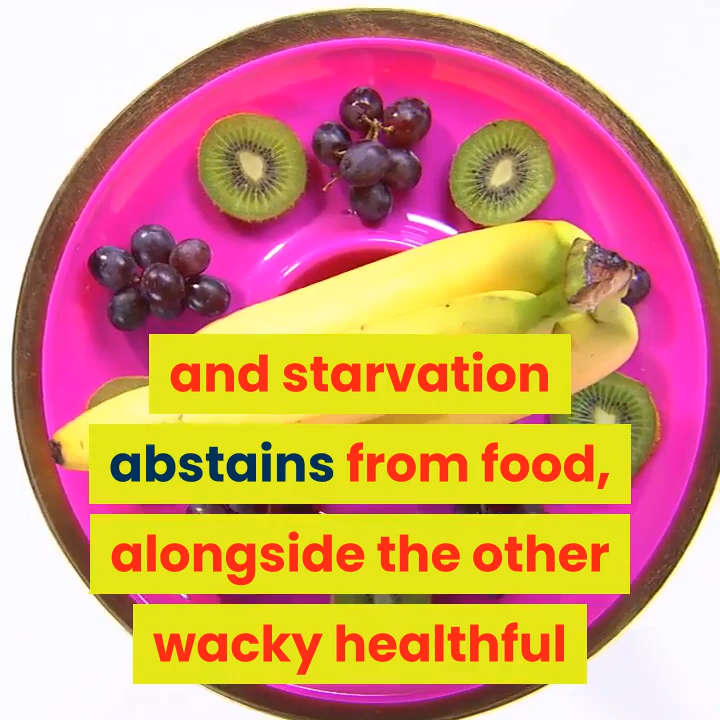 and starvation
abstains from food,
alongside the other
wacky healthful